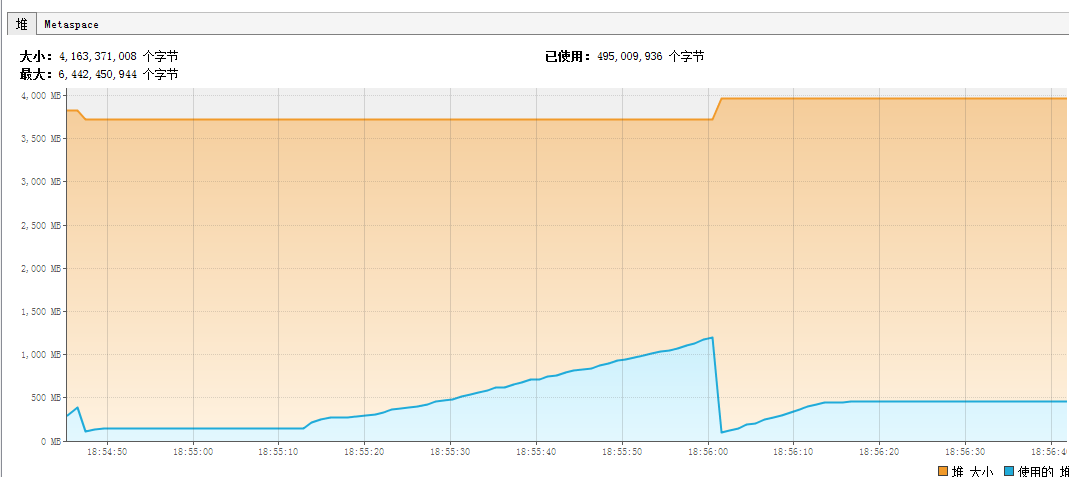 堆 Metaspace
大小: 4,163,371,008 个字节 已使用: 495,009,936 个字节
最大: 6,442,450,944 个字节
4,000 MB
3,500 MB
3,000 MB
2,500 MB
2,000 MB
1,500 MB
1,000 MB
500 MB
0 MB
18:54:50 18:55:00 18:55:10 18:55:20 18:55:30 18:55:40 18:55:50 18:56:00 18:56:10 18:56:20 18:56:30 18:56:40
堆 大小 使用的 堆